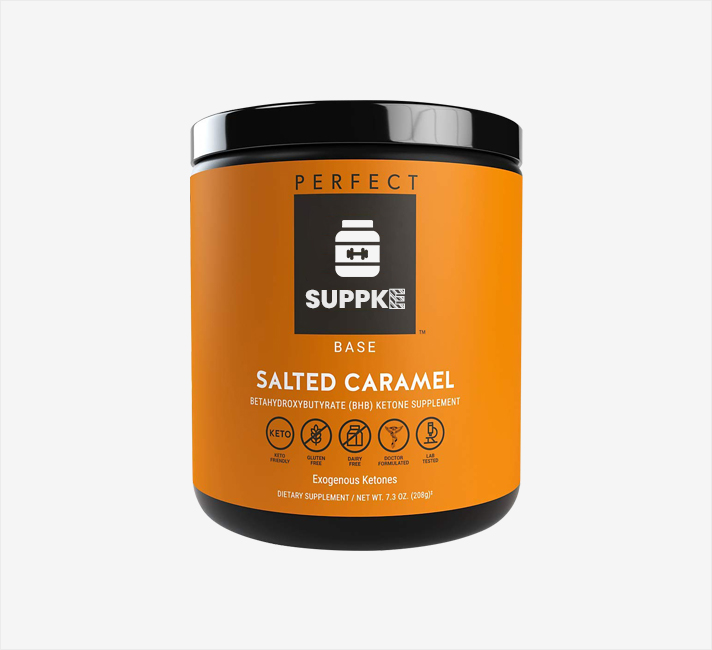 PERFECT
SUPPKE
TM
BASE
SALTED CARAMEL
BETAHYDROXYBUTYRATE (BHB) KETONE SUPPLEMENT
KETO
KETO FRIENDLY
GLUTEN FREE
DAIRY FREE
DOCTOR FORMULATED
LAB TESTED
Exogenous Ketones
DIETARY SUPPLEMENT / NET WT. 7.3 OZ. (208g)‡